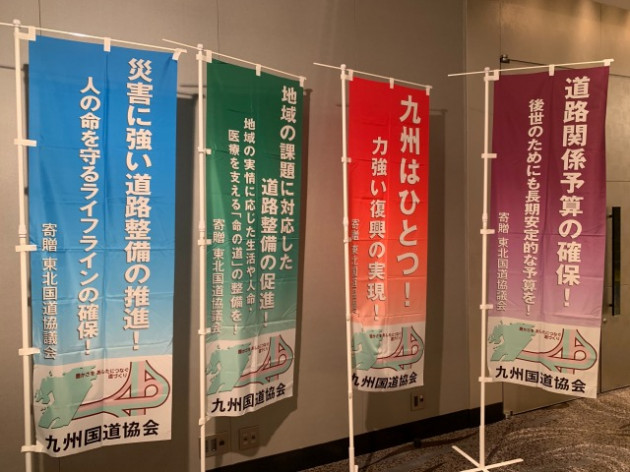 災害に強い道路整備の推進！
人の命を守るライフラインの確保！
寄贈 東北国道協議会
九州国道協会
地域の課題に対応した
道路整備の促進！
地域の実情に応じた生活や人命・
医療を支える「命の道」の整備を！
寄贈 東北国道協議会
九州国道協会
九州はひとつ！
力強い復興の実現！
寄贈
九州国道協会
道路関係予算の確保！
後世のためにも長期安定的な予算を！
寄贈 東北国道協議会
九州国道協会